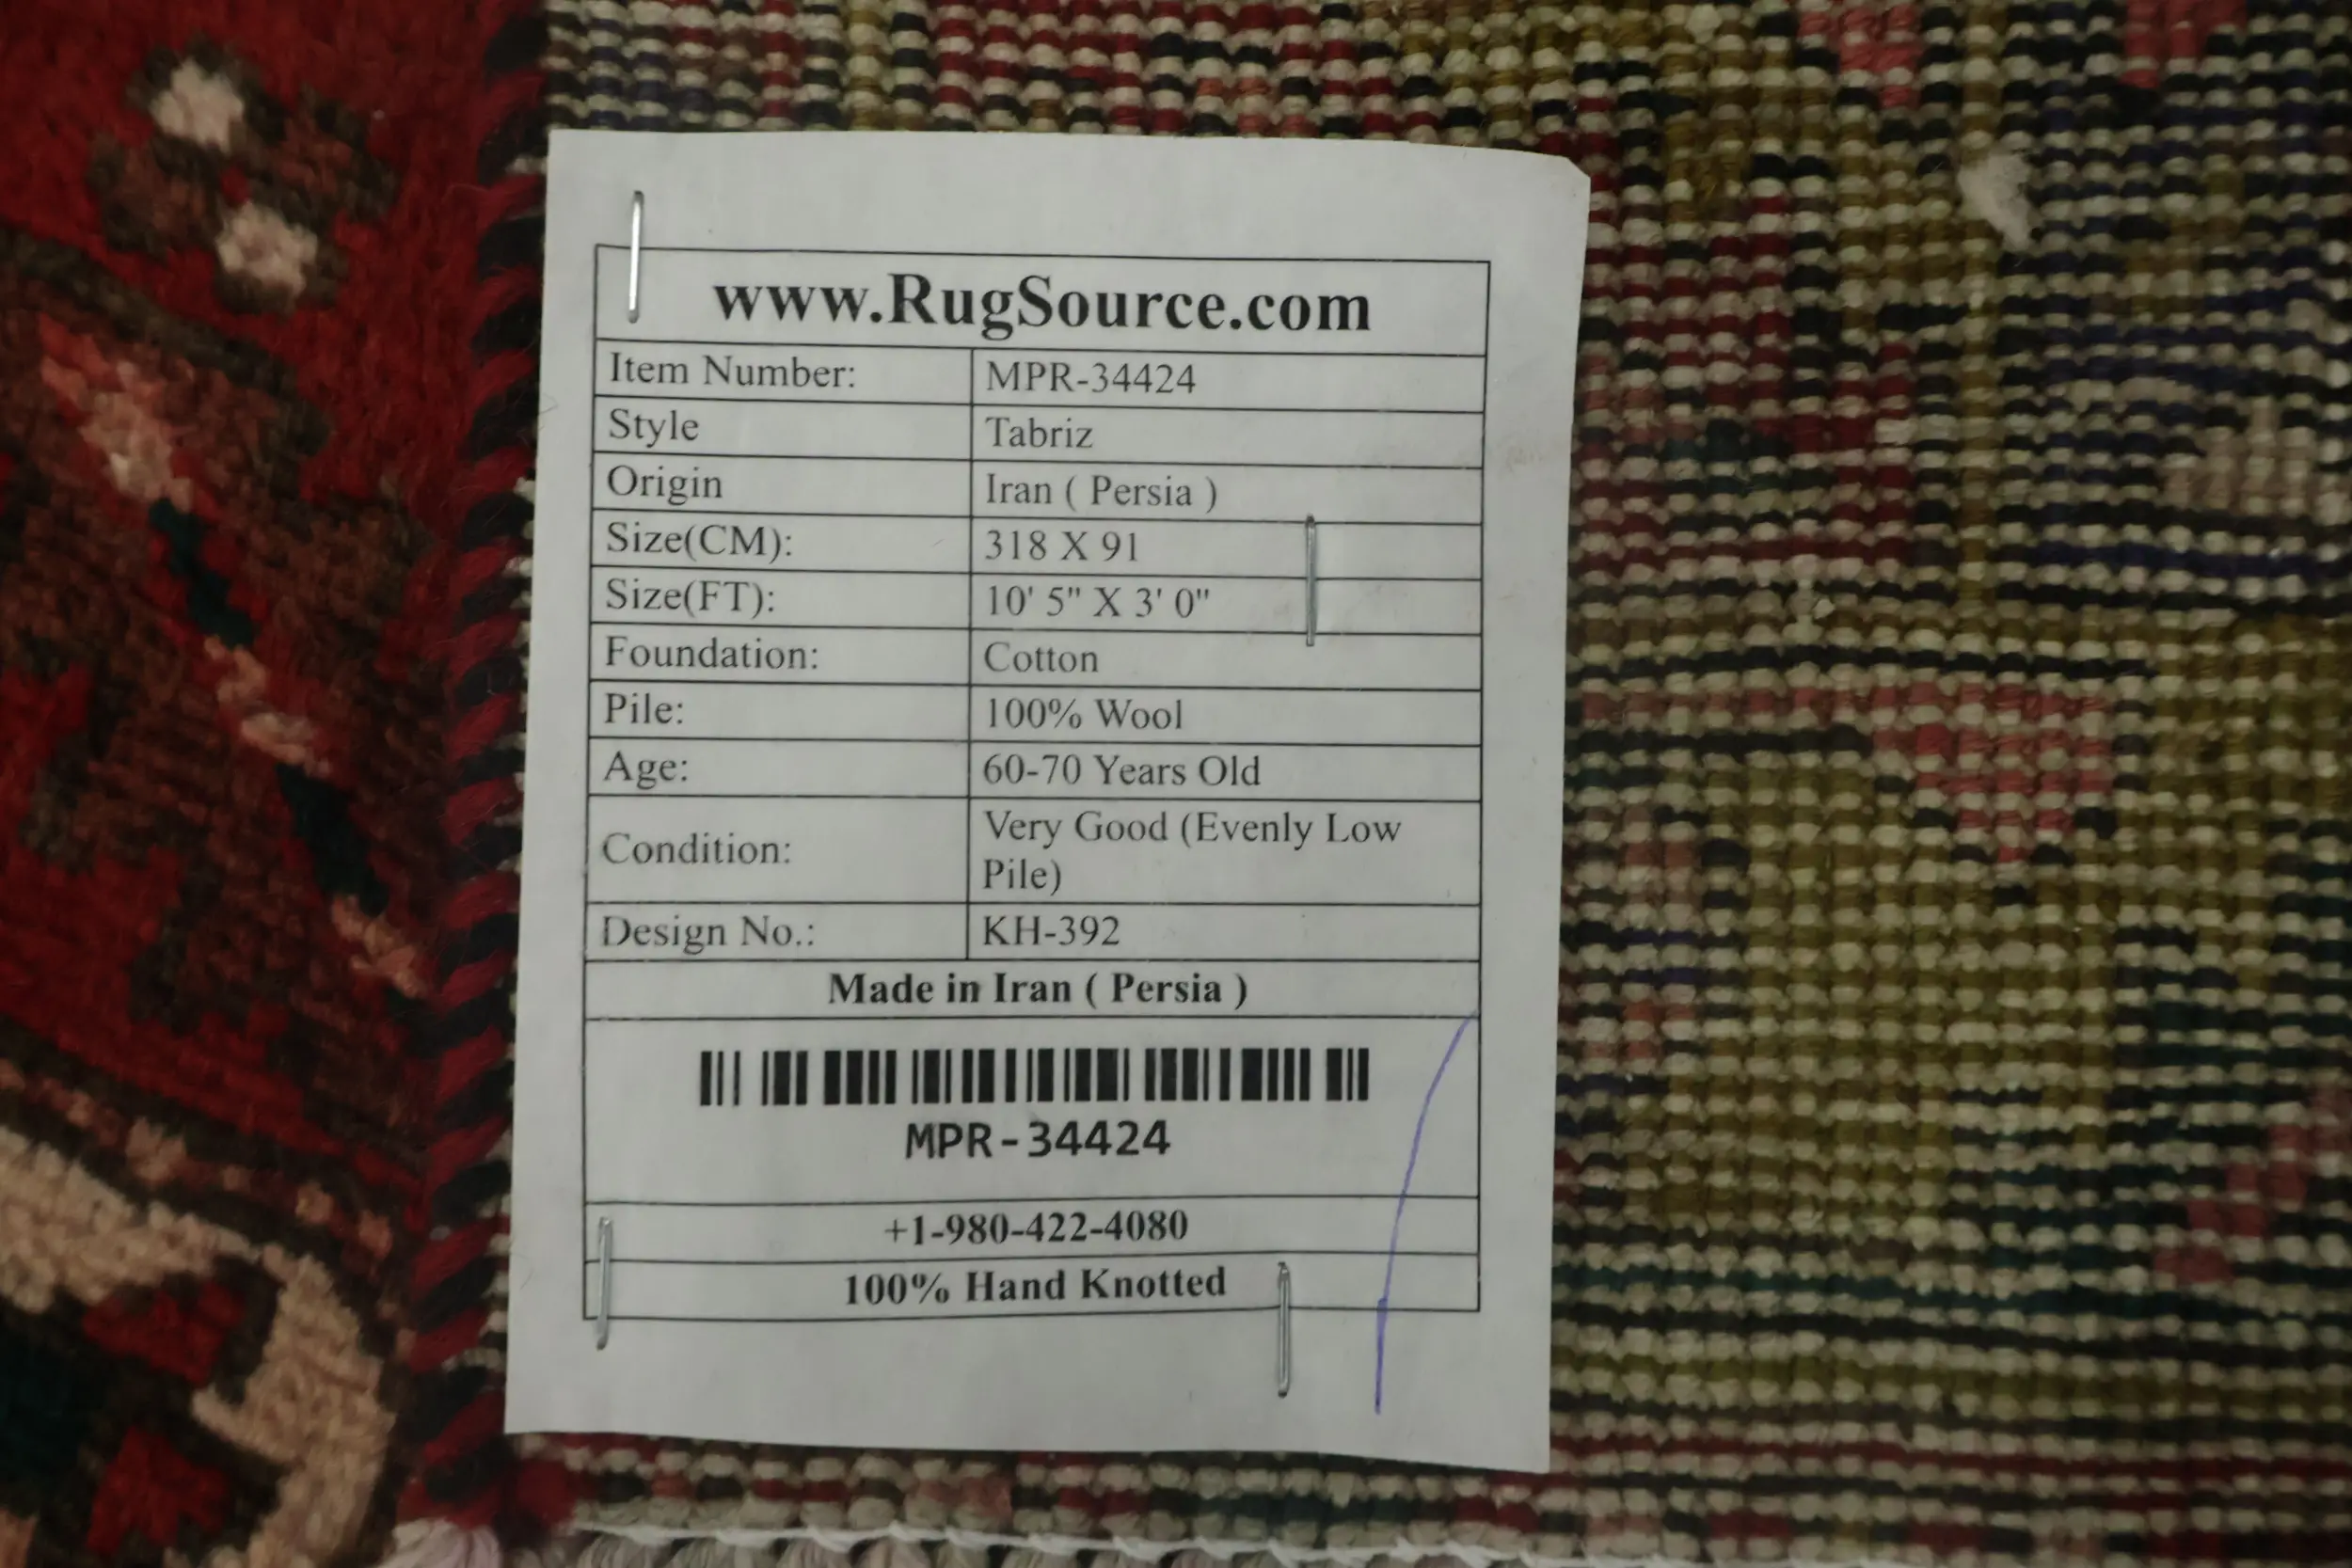 www.RugSource.com
Item Number: MPR-34424
Style Tabriz
Origin Iran ( Persia )
Size(CM): 318 X 91
Size(FT): 10' 5" X 3' 0"
Foundation: Cotton
Pile: 100% Wool
Age: 60-70 Years Old
Condition: Very Good (Evenly Low
Pile)
Design No.: KH-392
Made in Iran ( Persia )
MPR-34424
+1-980-422-4080
100% Hand Knotted